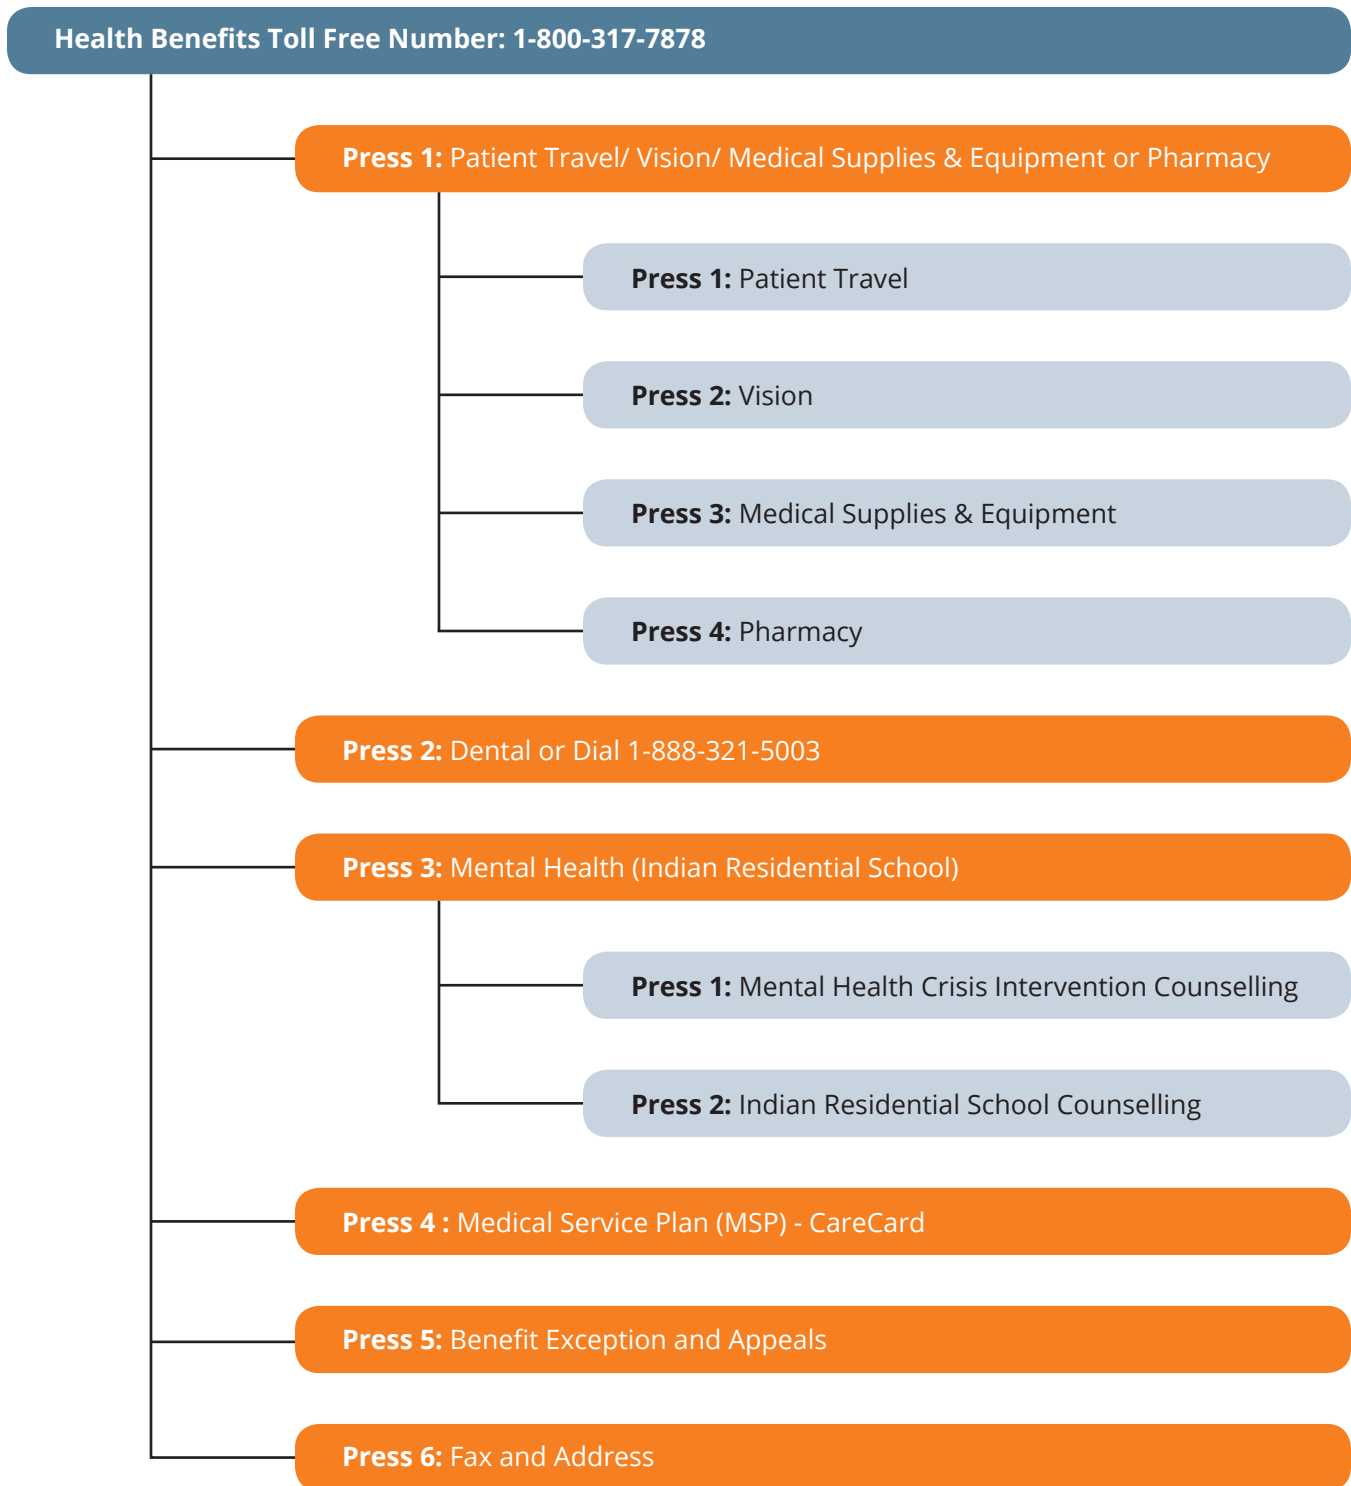 Health Benefits Toll Free Number: 1-800-317-7878
Press 1: Patient Travel/ Vision/ Medical Supplies & Equipment or Pharmacy
Press 1: Patient Travel
Press 2: Vision
Press 3: Medical Supplies & Equipment
Press 4: Pharmacy
Press 2: Dental or Dial 1-888-321-5003
Press 3: Mental Health (Indian Residential School)
Press 1: Mental Health Crisis Intervention Counselling
Press 2: Indian Residential School Counselling
Press 4 : Medical Service Plan (MSP) - CareCard
Press 5: Benefit Exception and Appeals
Press 6: Fax and Address